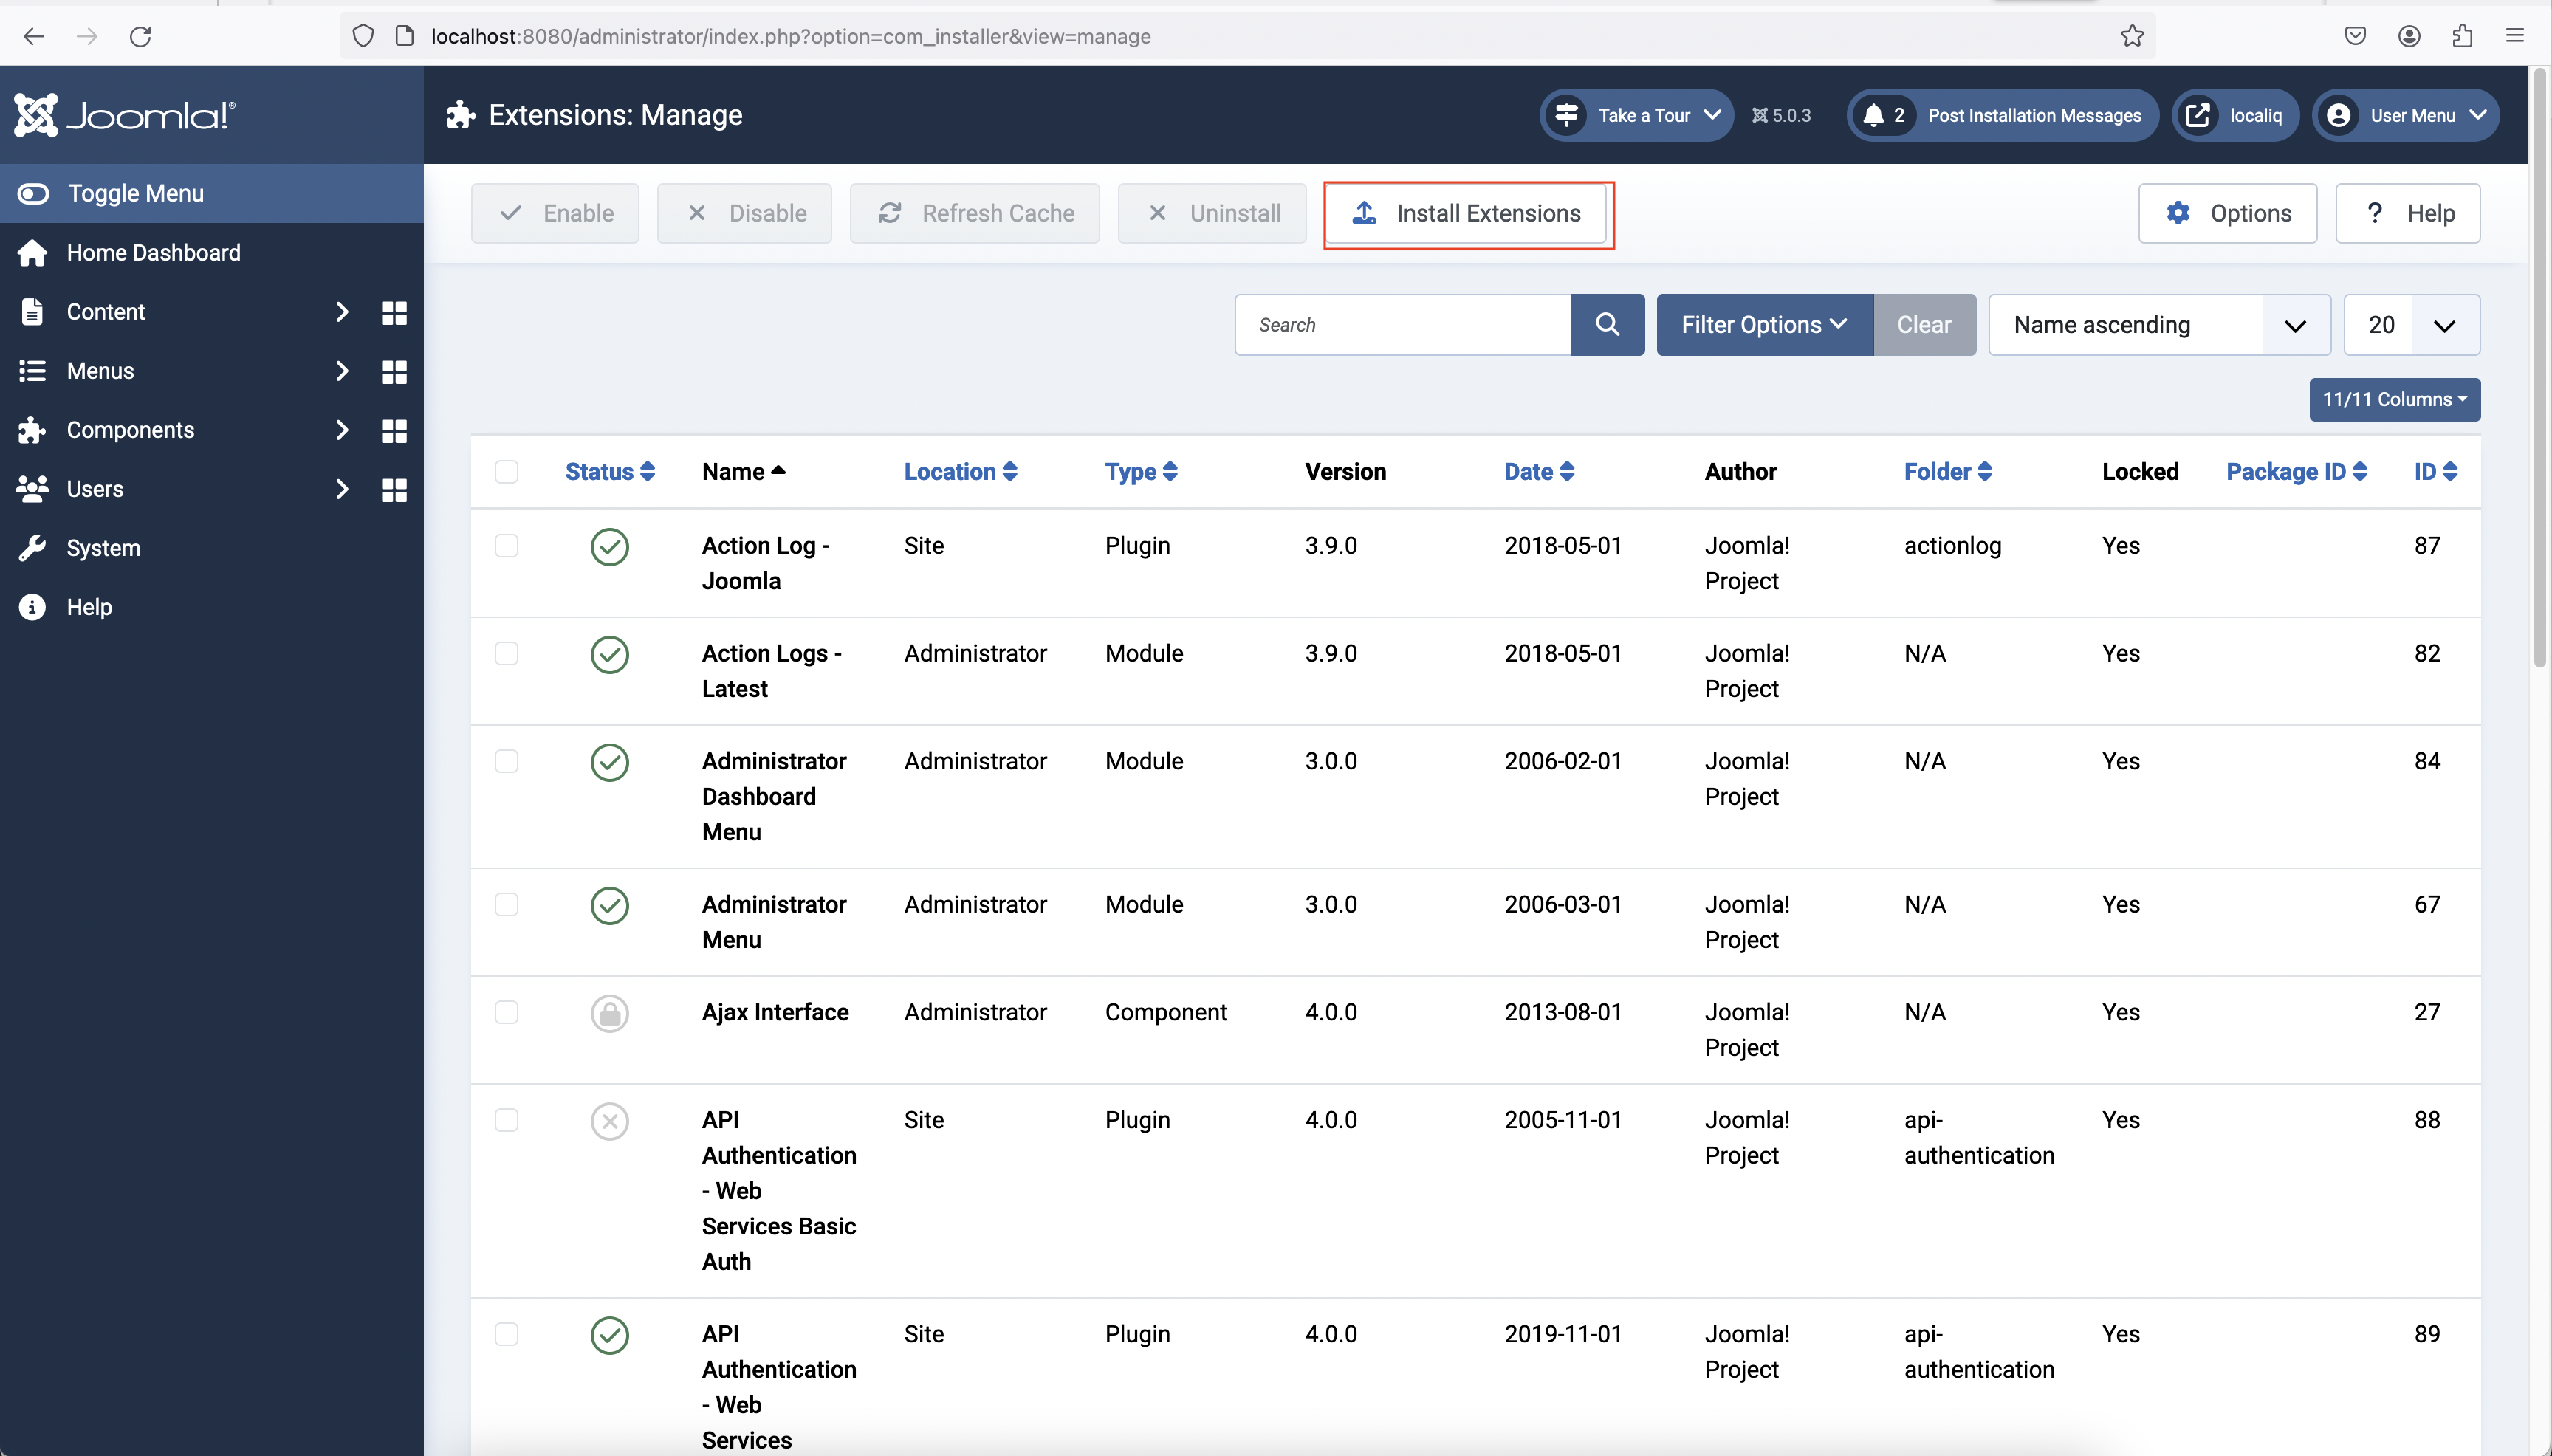 localhost:8080/administrator/index.php?option=com_installer&view=manage
Joomla!®
Extensions: Manage
Take a Tour
5.0.3
2 Post Installation Messages
localiq
User Menu
Toggle Menu
Home Dashboard
Content
Menus
Components
Users
System
Help
Enable
Disable
Refresh Cache
Uninstall
Install Extensions
Options
? Help
Search
Filter Options
Clear
Name ascending
20
11/11 Columns
Status Name Location Type Version Date Author Folder Locked Package ID ID
Action Log - Site Plugin 3.9.0 2018-05-01 Joomla! actionlog Yes 87
Joomla Project
Action Logs - Administrator Module 3.9.0 2018-05-01 Joomla! N/A Yes 82
Latest Project
Administrator Administrator Module 3.0.0 2006-02-01 Joomla! N/A Yes 84
Dashboard Project
Menu
Administrator Administrator Module 3.0.0 2006-03-01 Joomla! N/A Yes 67
Menu Project
Ajax Interface Administrator Component 4.0.0 2013-08-01 Joomla! N/A Yes 27
Project
API Site Plugin 4.0.0 2005-11-01 Joomla! api- Yes 88
Authentication Project authentication
- Web
Services Basic
Auth
API Site Plugin 4.0.0 2019-11-01 Joomla! api- Yes 89
Authentication Project authentication
- Web
Services